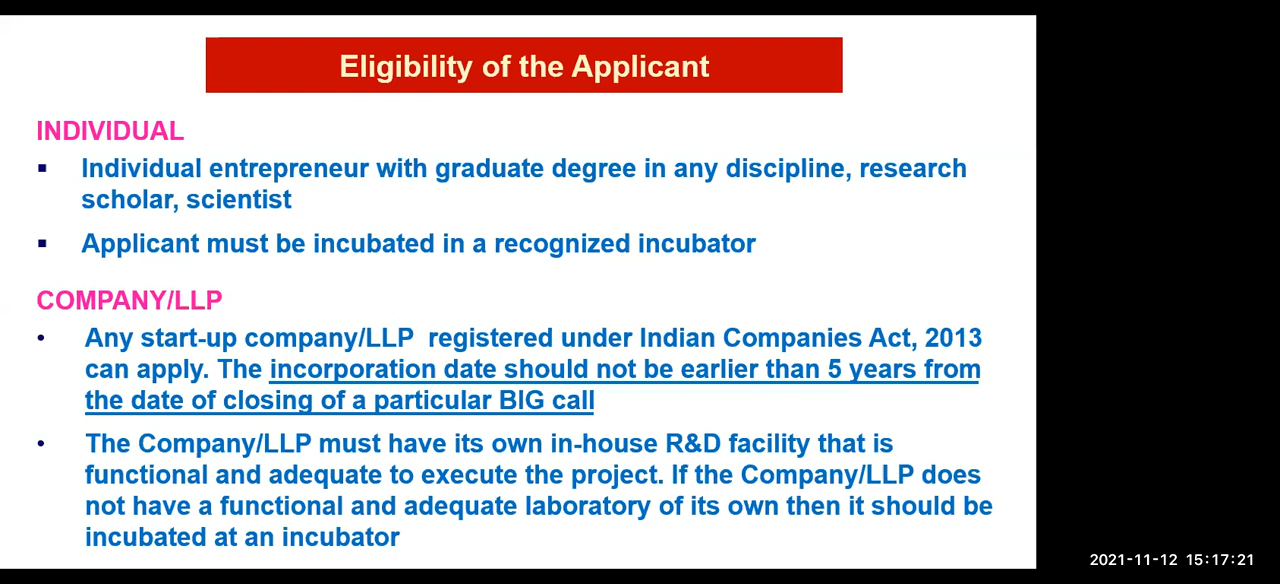 Eligibility of the Applicant
INDIVIDUAL
▪ Individual entrepreneur with graduate degree in any discipline, research
scholar, scientist
▪ Applicant must be incubated in a recognized incubator
COMPANY/LLP
• Any start-up company/LLP registered under Indian Companies Act, 2013
can apply. The incorporation date should not be earlier than 5 years from
the date of closing of a particular BIG call
• The Company/LLP must have its own in-house R&D facility that is
functional and adequate to execute the project. If the Company/LLP does
not have a functional and adequate laboratory of its own then it should be
incubated at an incubator
2021-11-12 15:17:21